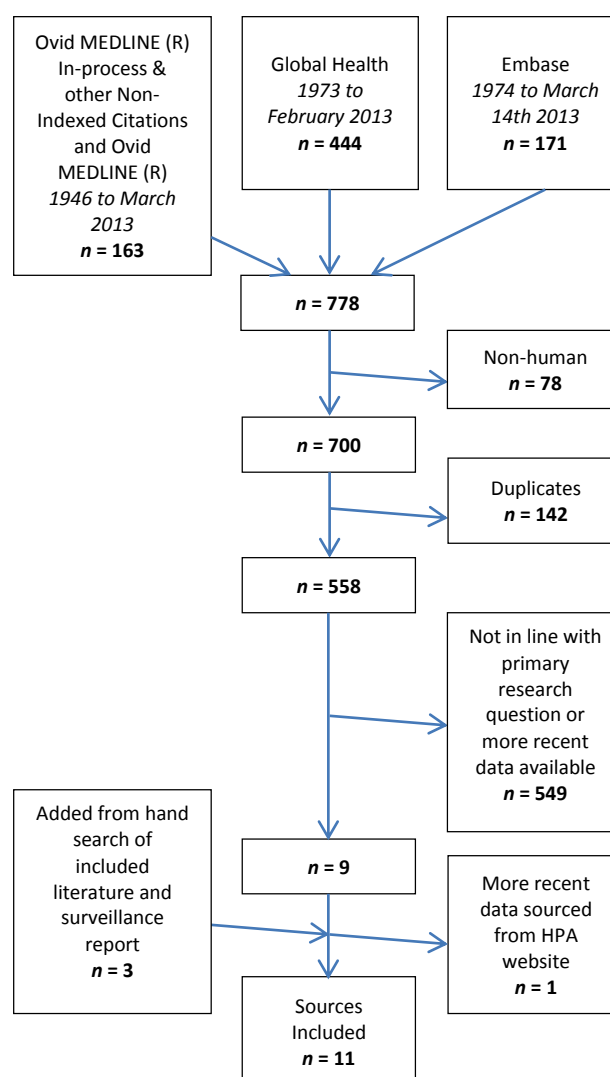 Ovid MEDLINE (R)
In-process &
other Non-
Indexed Citations
and Ovid
MEDLINE (R)
1946 to March
2013
n = 163
Global Health
1973 to
February 2013
n = 444
Embase
1974 to March
14th 2013
n = 171
n = 778
Non-human
n = 78
n = 700
Duplicates
n = 142
n = 558
Not in line with
primary
research
question or
more recent
data available
n = 549
Added from hand
search of
included
literature and
surveillance
report
n = 3
n = 9
More recent
data sourced
from HPA
website
n = 1
Sources
Included
n = 11